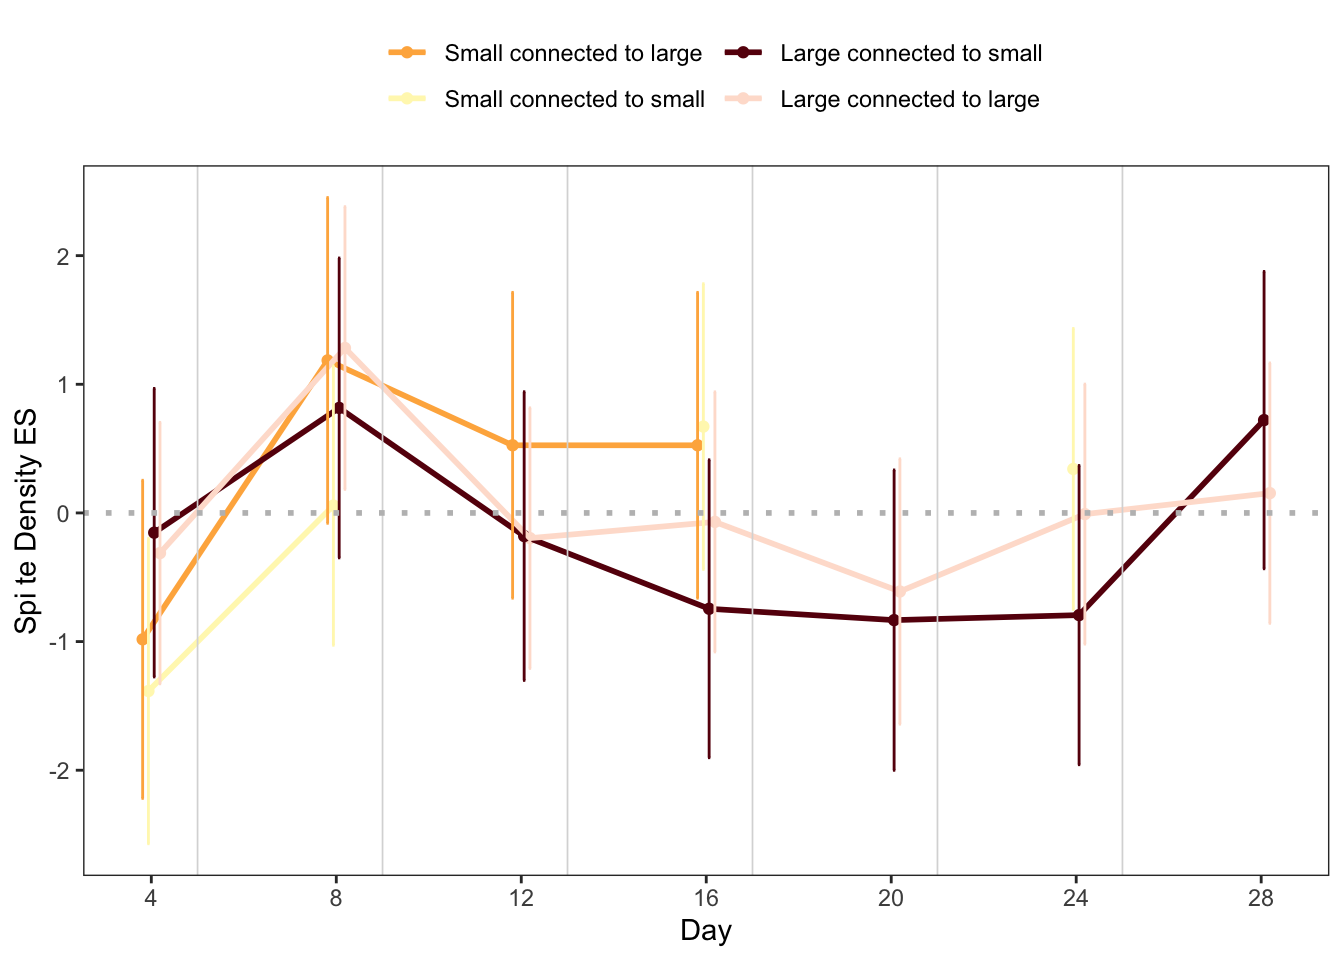 Small connected to large Large connected to small
Small connected to small Large connected to large
2
1
0
-1
-2
Spi te Density ES
4 8 12 16 20 24 28
Day